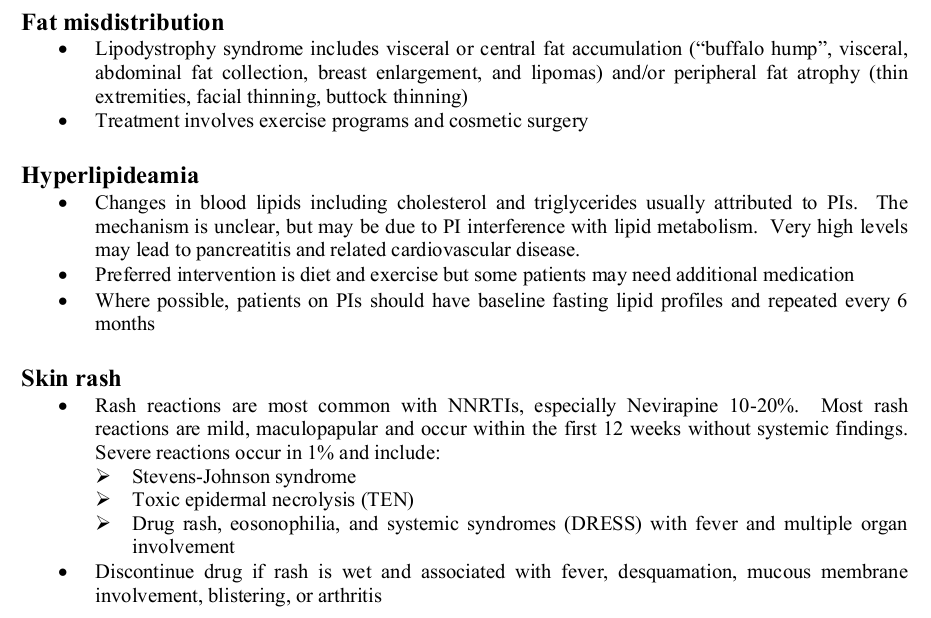 Fat misdistribution
• Lipodystrophy syndrome includes visceral or central fat accumulation (“buffalo hump”, visceral,
abdominal fat collection, breast enlargement, and lipomas) and/or peripheral fat atrophy (thin
extremities, facial thinning, buttock thinning)
• Treatment involves exercise programs and cosmetic surgery
Hyperlipideamia
• Changes in blood lipids including cholesterol and triglycerides usually attributed to PIs. The
mechanism is unclear, but may be due to PI interference with lipid metabolism. Very high levels
may lead to pancreatitis and related cardiovascular disease.
• Preferred intervention is diet and exercise but some patients may need additional medication
• Where possible, patients on PIs should have baseline fasting lipid profiles and repeated every 6
months
Skin rash
• Rash reactions are most common with NNRTIs, especially Nevirapine 10-20%. Most rash
reactions are mild, maculopapular and occur within the first 12 weeks without systemic findings.
Severe reactions occur in 1% and include:
➢ Stevens-Johnson syndrome
➢ Toxic epidermal necrolysis (TEN)
➢ Drug rash, eosonophilia, and systemic syndromes (DRESS) with fever and multiple organ
involvement
• Discontinue drug if rash is wet and associated with fever, desquamation, mucous membrane
involvement, blistering, or arthritis